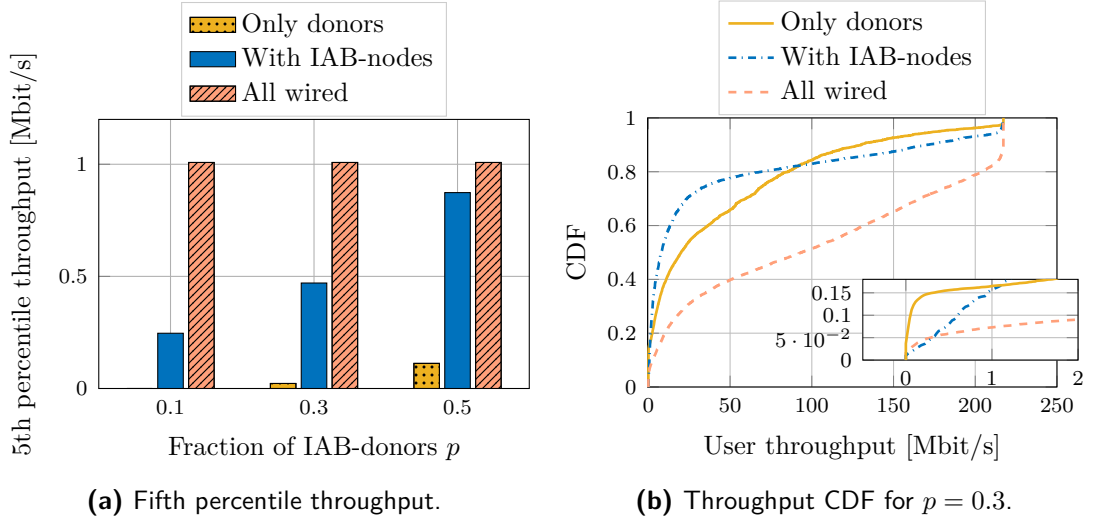 Only donors
With IAB-nodes
All wired
5th percentile throughput [Mbit/s]
1
0.5
0
0.1
0.3
0.5
Fraction of IAB-donors p
(a) Fifth percentile throughput.
Only donors
With IAB-nodes
All wired
CDF
1
0.8
0.6
0.4
0.2
0
0
50
100
150
200
250
0.15
0.1
5 · 10⁻²
0
0
1
2
User throughput [Mbit/s]
(b) Throughput CDF for p = 0.3.